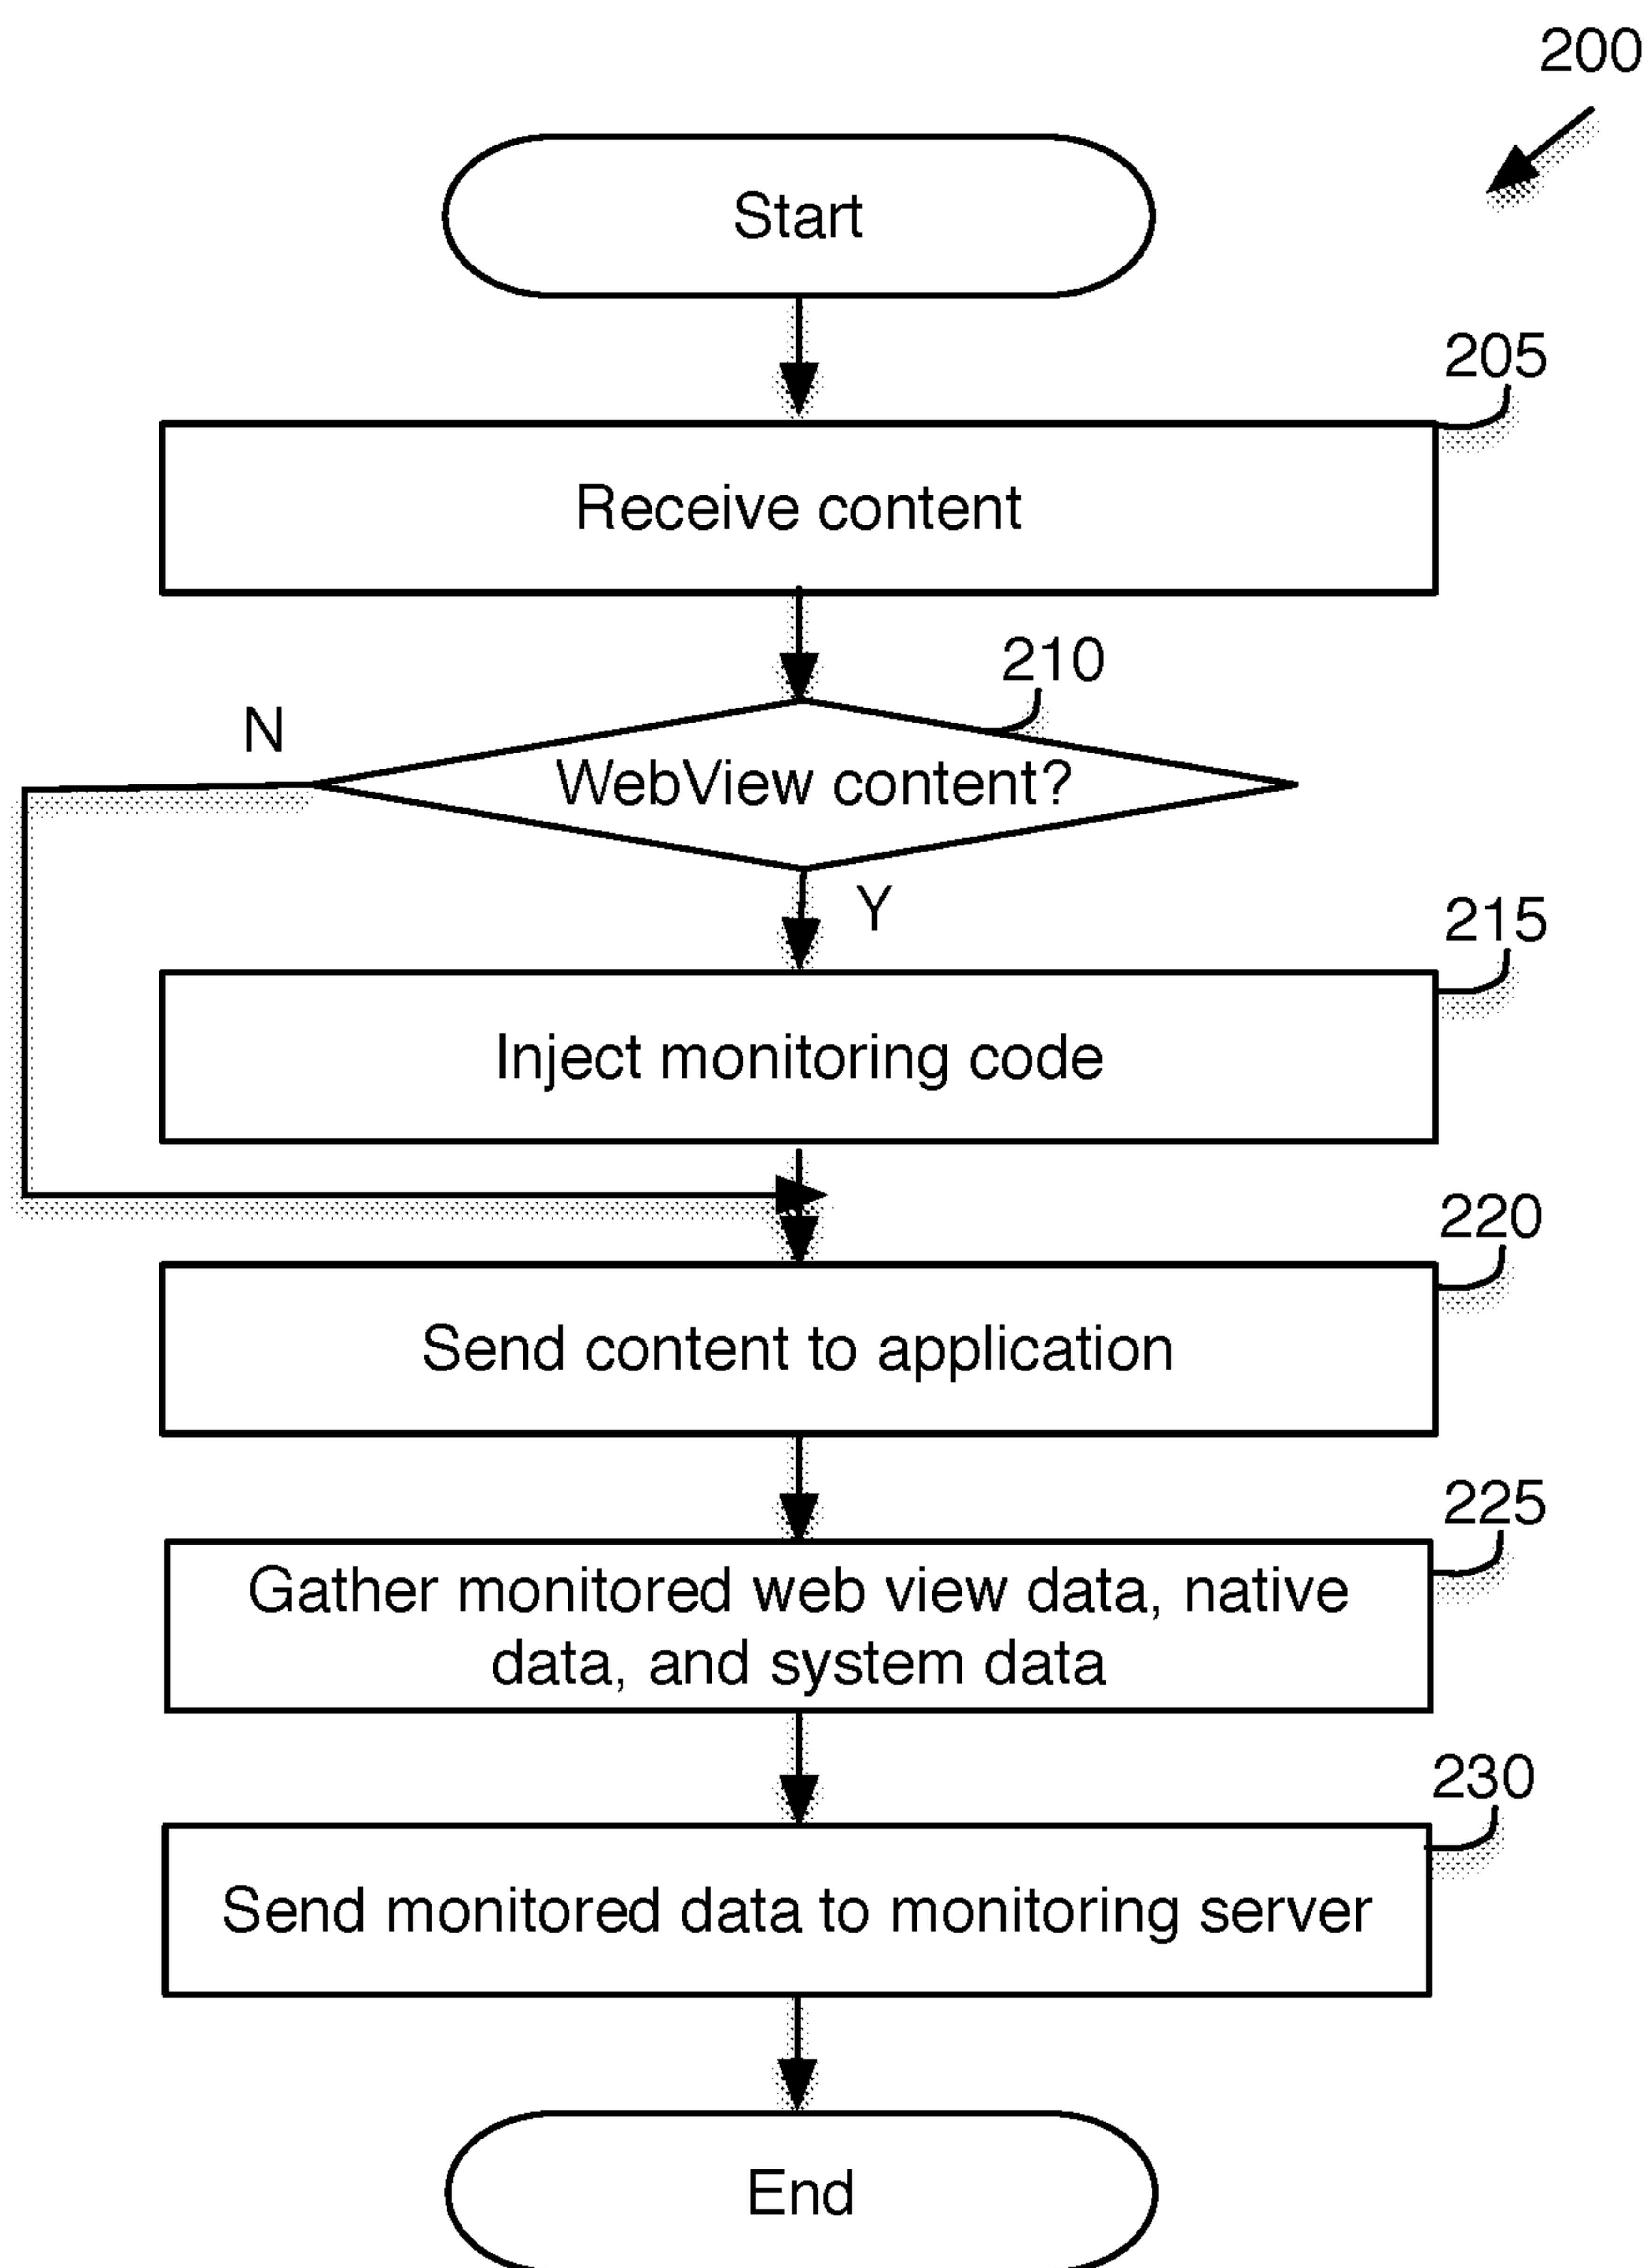 200
Start
205
Receive content
210
N
WebView content?
Y
215
Inject monitoring code
220
Send content to application
225
Gather monitored web view data, native
data, and system data
230
Send monitored data to monitoring server
End